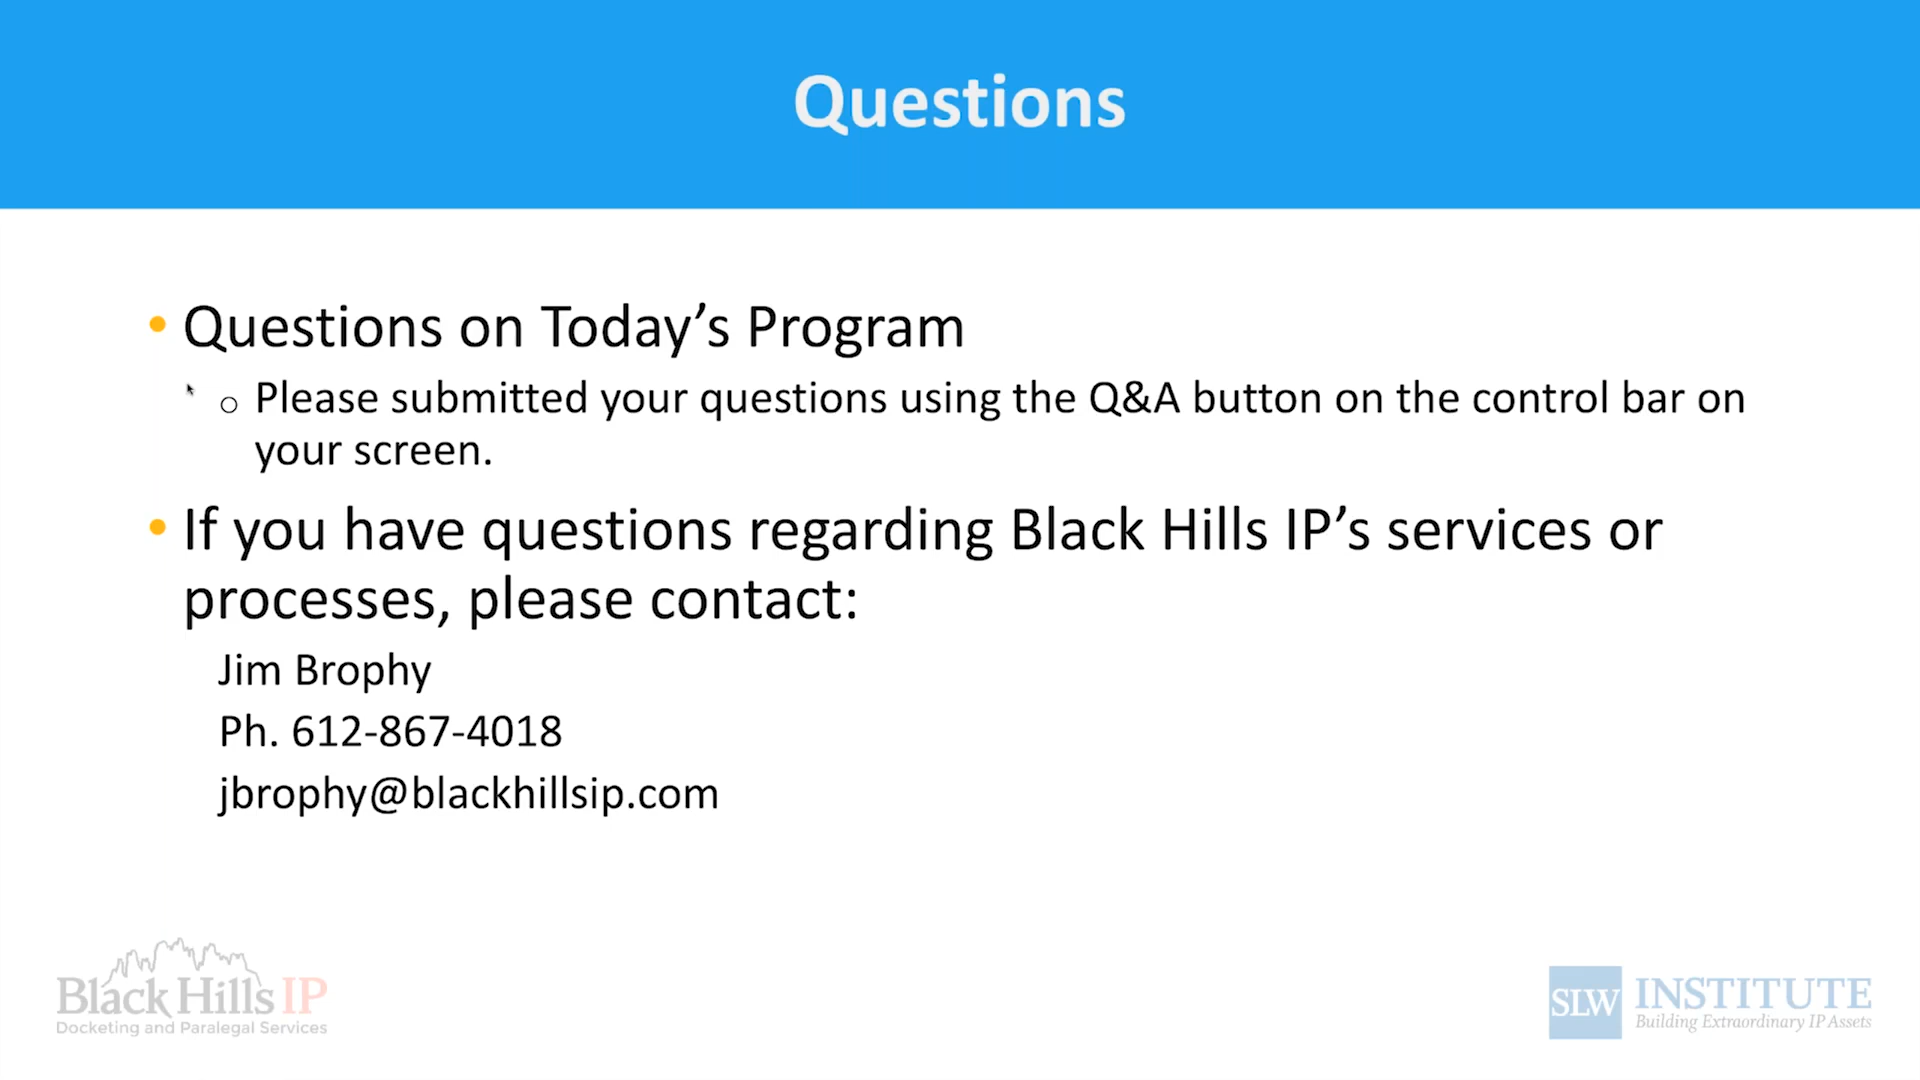 Questions
• Questions on Today’s Program
o Please submitted your questions using the Q&A button on the control bar on
your screen.
• If you have questions regarding Black Hills IP’s services or
processes, please contact:
Jim Brophy
Ph. 612-867-4018
jbrophy@blackhillsip.com
Black Hills IP
Docketing and Paralegal Services
SLW INSTITUTE
Building Extraordinary IP Assets